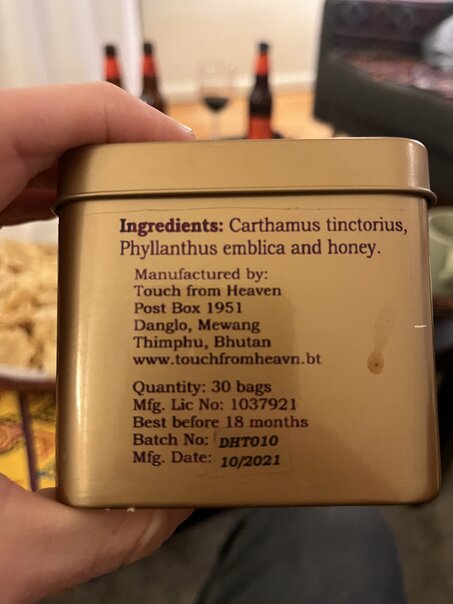 Ingredients: Carthamus tinctorius,
Phyllanthus emblica and honey.
Manufactured by:
Touch from Heaven
Post Box 1951
Danglo, Mewang
Thimphu, Bhutan
www.touchfromheavn.bt
Quantity: 30 bags
Mfg. Lic No: 1037921
Best before 18 months
Batch No: DHT010
Mfg. Date: 10/2021